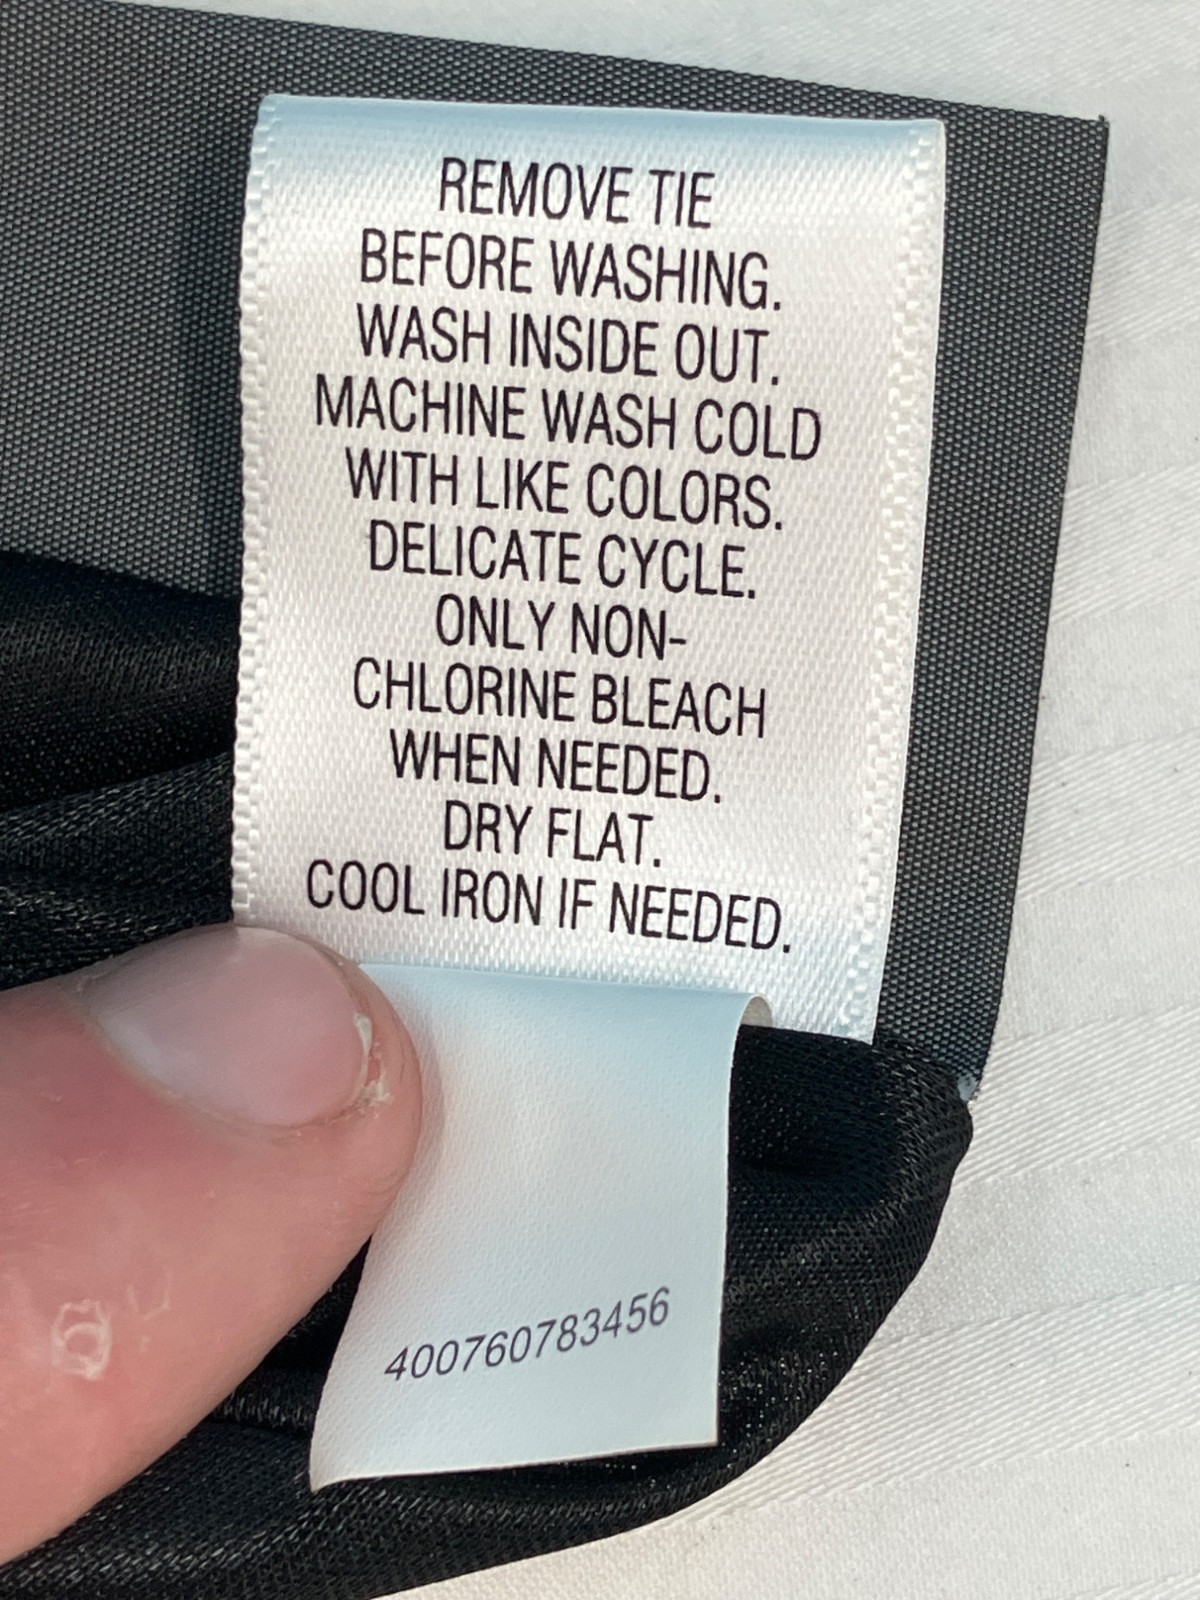 REMOVE TIE
BEFORE WASHING.
WASH INSIDE OUT.
MACHINE WASH COLD
WITH LIKE COLORS.
DELICATE CYCLE.
ONLY NON-
CHLORINE BLEACH
WHEN NEEDED.
DRY FLAT.
COOL IRON IF NEEDED.
400760783456